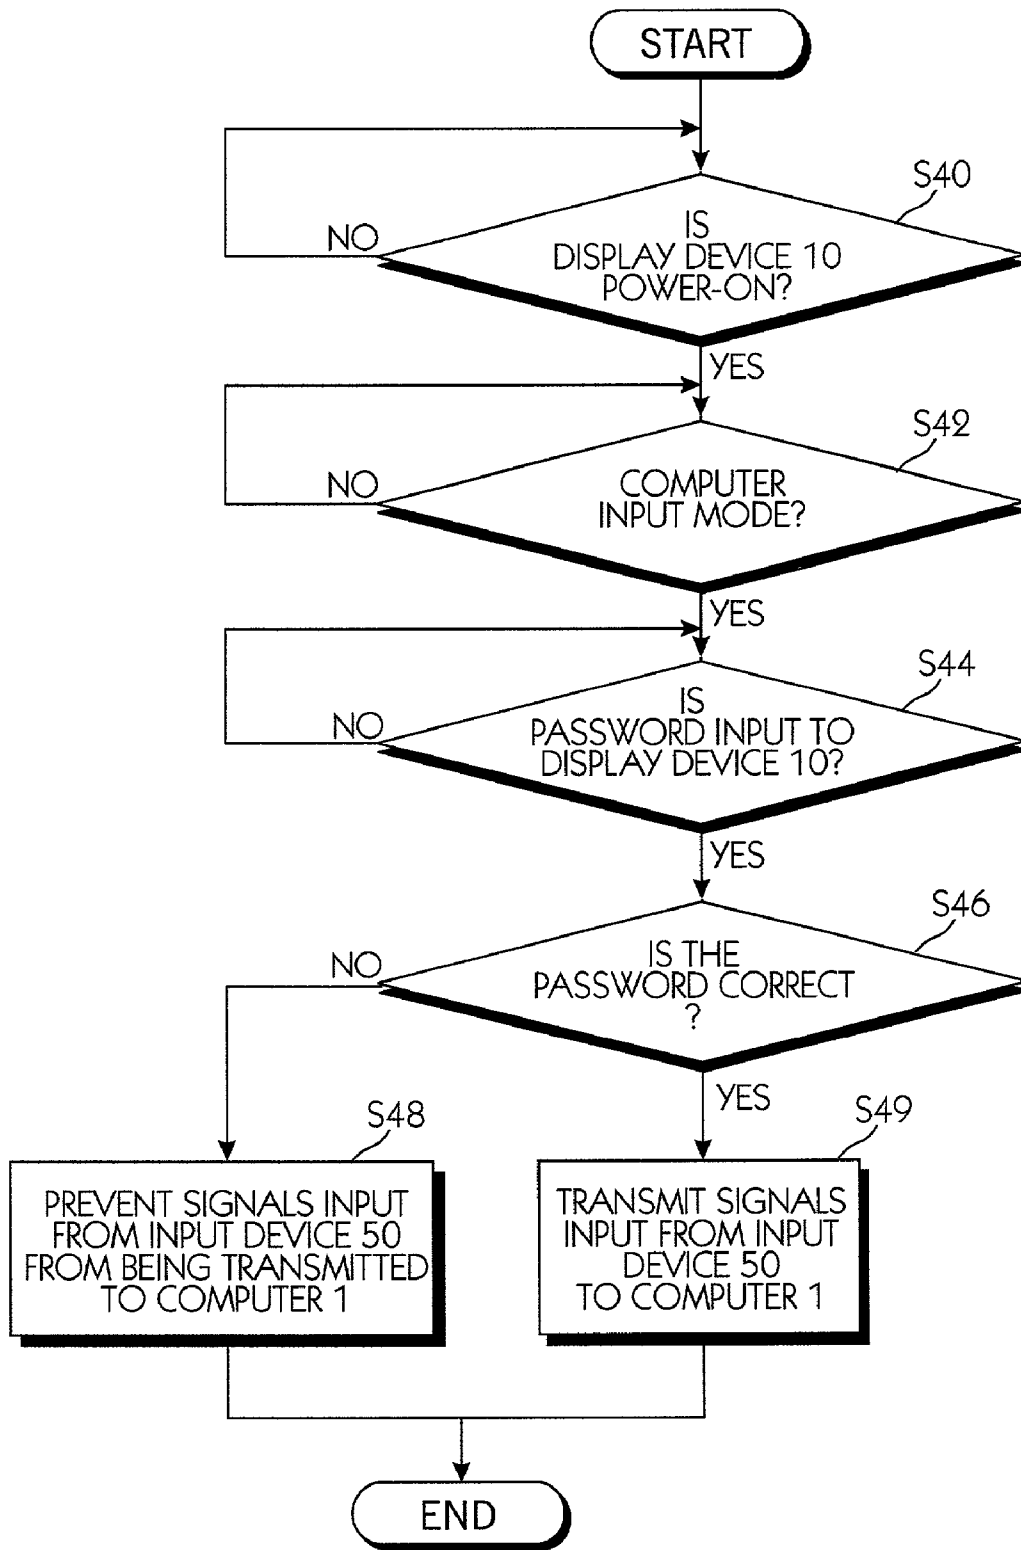 START
S40
IS
DISPLAY DEVICE 10
POWER-ON?
NO
YES
S42
COMPUTER
INPUT MODE?
NO
YES
S44
IS
PASSWORD INPUT TO
DISPLAY DEVICE 10?
NO
YES
S46
IS THE
PASSWORD CORRECT
?
NO
YES
S48
PREVENT SIGNALS INPUT
FROM INPUT DEVICE 50
FROM BEING TRANSMITTED
TO COMPUTER 1
S49
TRANSMIT SIGNALS
INPUT FROM INPUT
DEVICE 50
TO COMPUTER 1
END